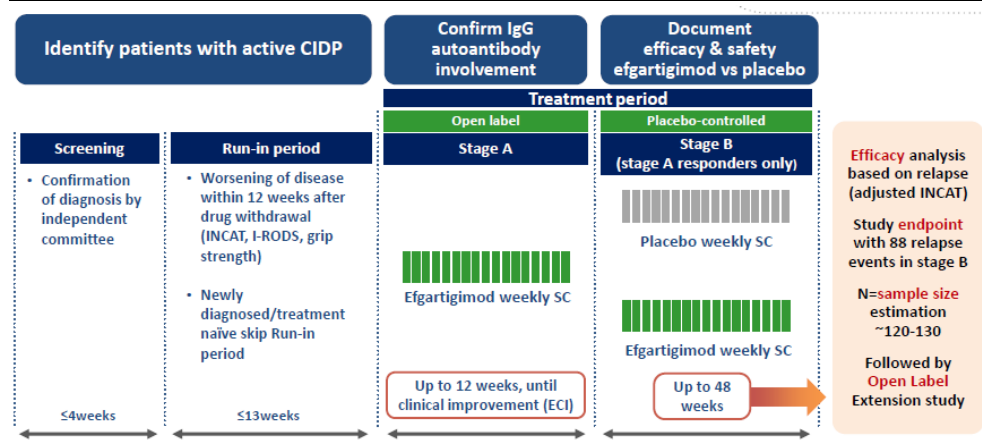 Identify patients with active CIDP
Confirm IgG
autoantibody
involvement
Document
efficacy & safety
efgartigimod vs placebo
Treatment period
Open label
Placebo-controlled
Screening
Run-in period
Stage A
Stage B
(stage A responders only)
• Confirmation
of diagnosis by
independent
committee
• Worsening of disease
within 12 weeks after
drug withdrawal
(INCAT, I-RODS, grip
strength)
• Newly
diagnosed/treatment
naïve skip Run-in
period
Efgartigimod weekly SC
Placebo weekly SC
Efgartigimod weekly SC
Up to 12 weeks, until
clinical improvement (ECI)
Up to 48
weeks
≤4weeks
≤13weeks
Efficacy analysis
based on relapse
(adjusted INCAT)
Study endpoint
with 88 relapse
events in stage B
N=sample size
estimation
~120-130
Followed by
Open Label
Extension study